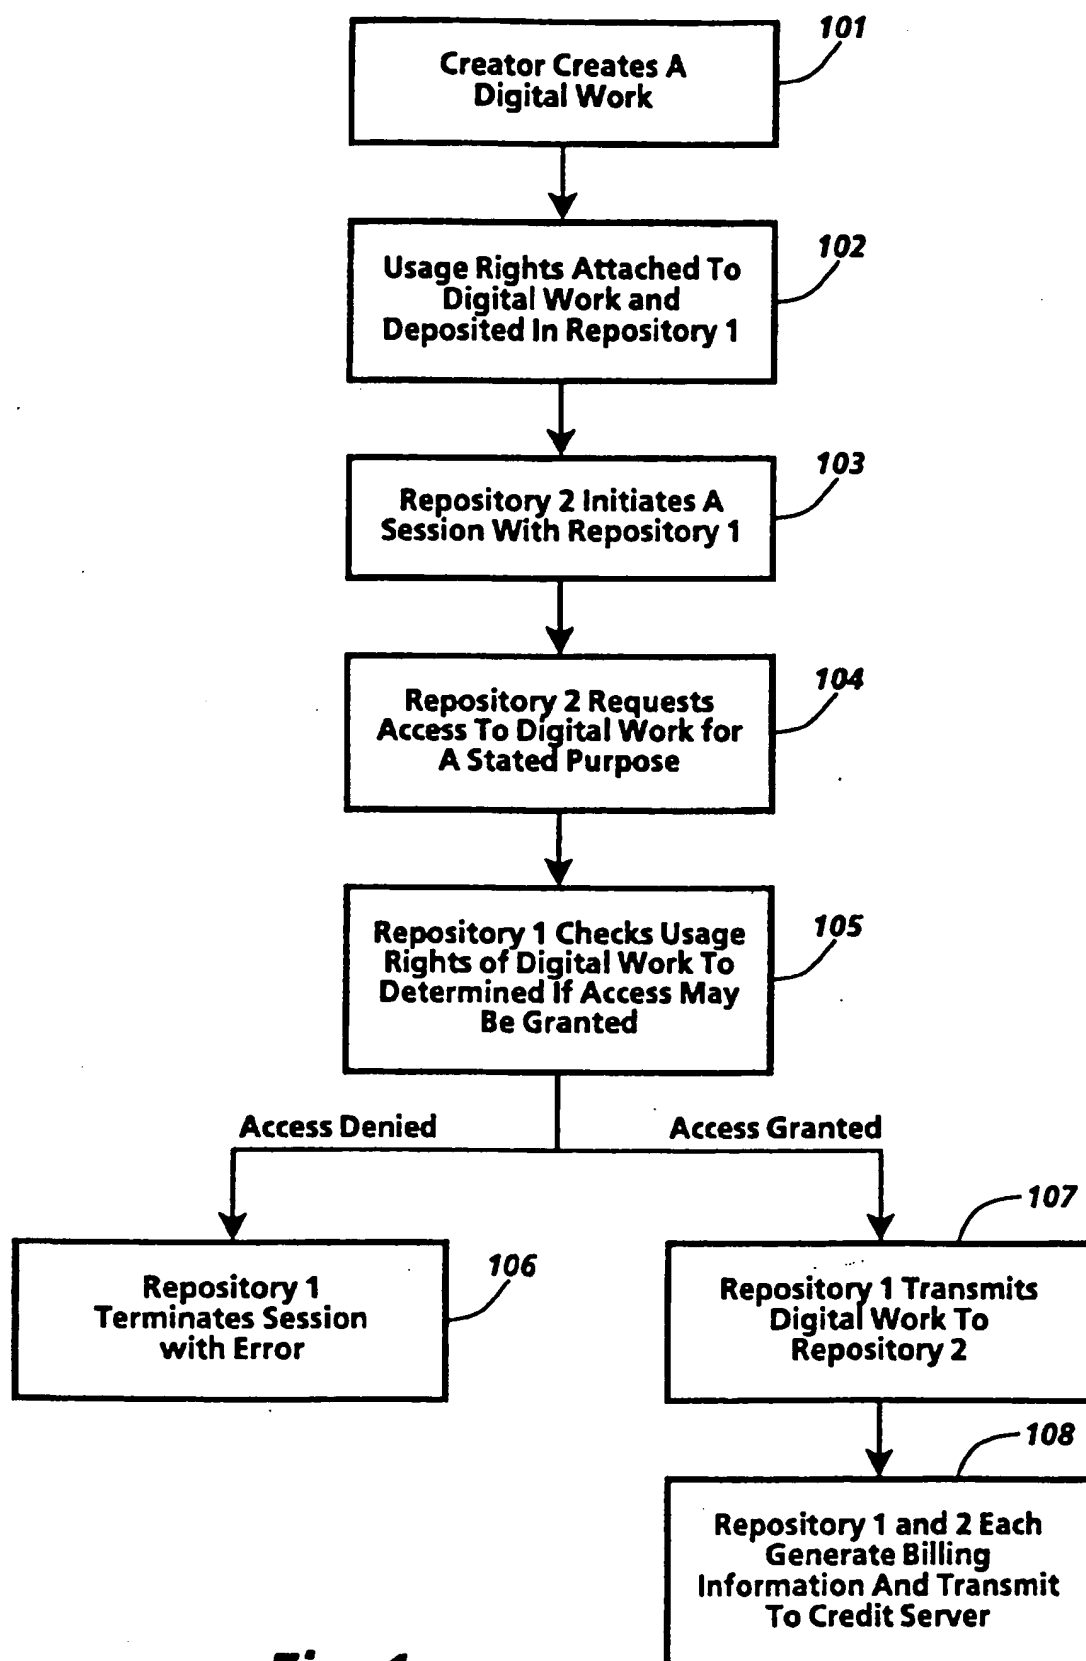 101
Creator Creates A
Digital Work
102
Usage Rights Attached To
Digital Work and
Deposited In Repository 1
103
Repository 2 Initiates A
Session With Repository 1
104
Repository 2 Requests
Access To Digital Work for
A Stated Purpose
105
Repository 1 Checks Usage
Rights of Digital Work To
Determined If Access May
Be Granted
Access Denied
Access Granted
106
Repository 1
Terminates Session
with Error
107
Repository 1 Transmits
Digital Work To
Repository 2
108
Repository 1 and 2 Each
Generate Billing
Information And Transmit
To Credit Server